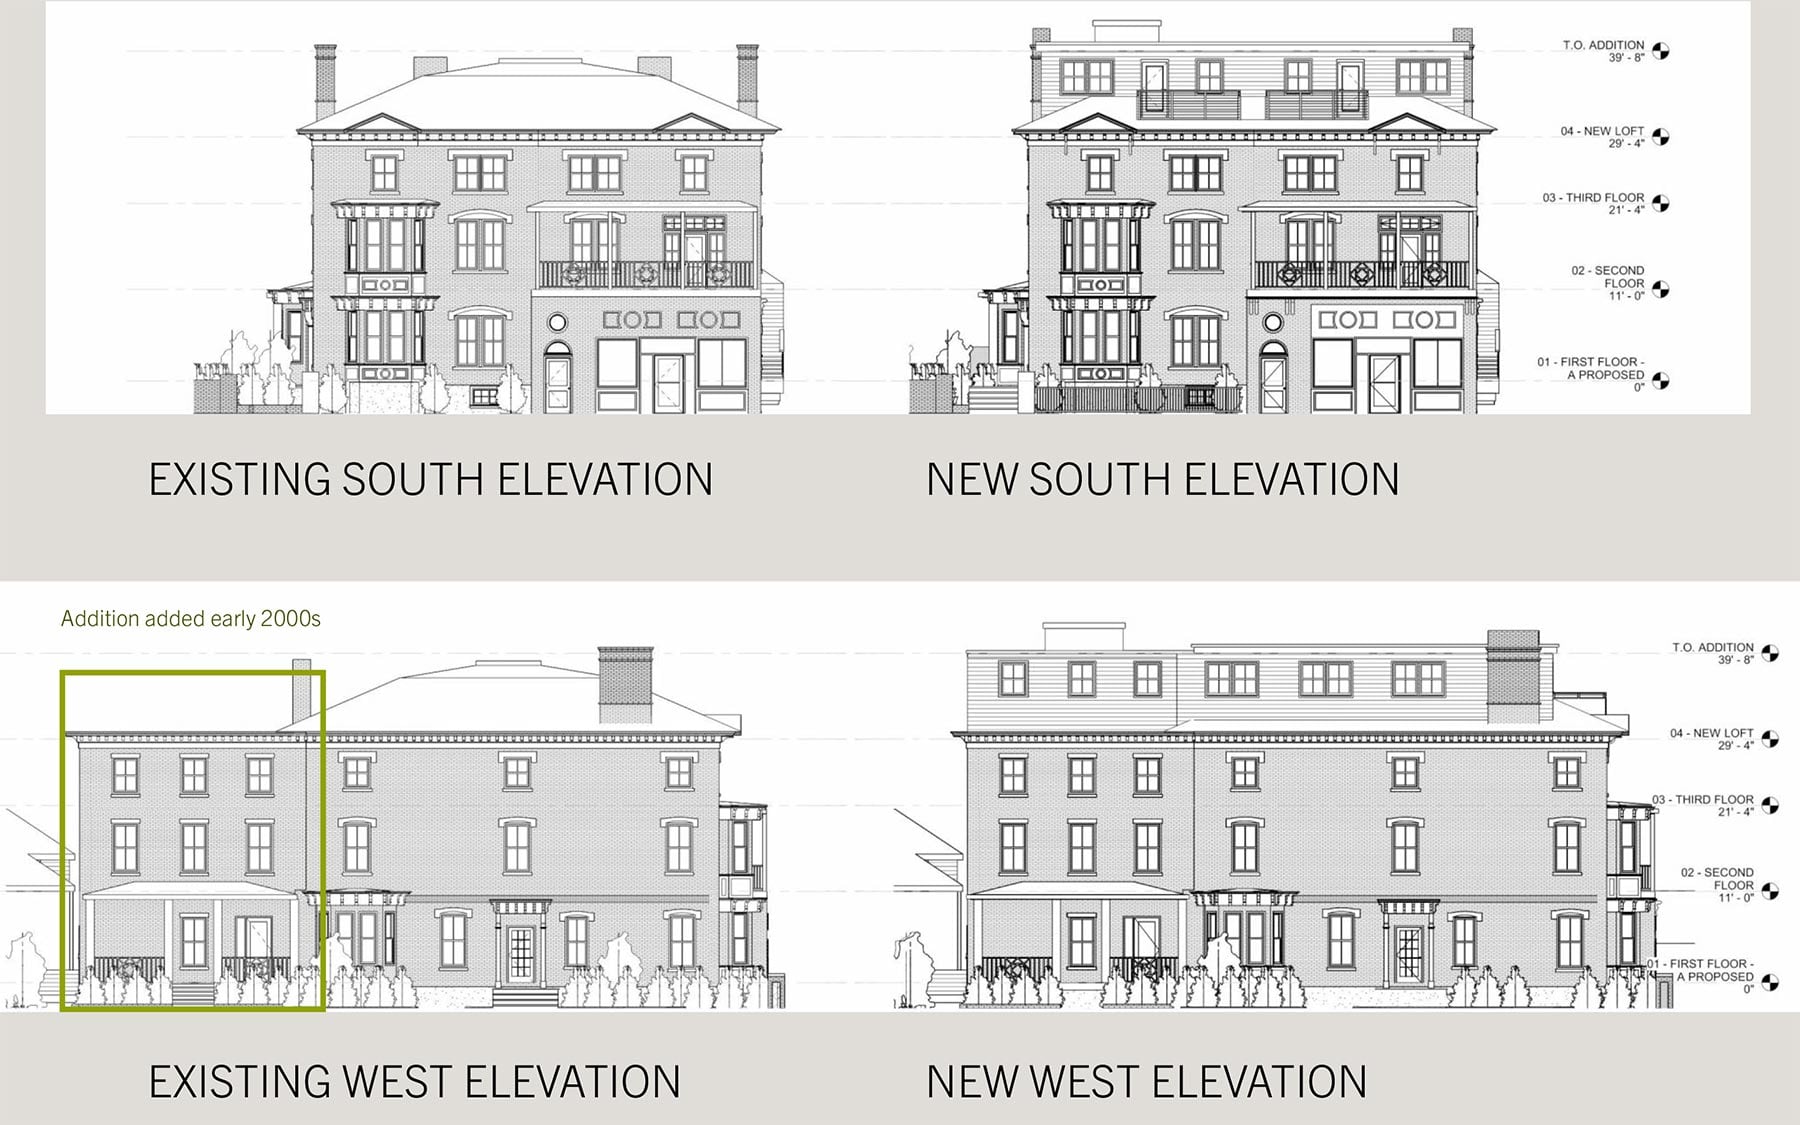 T.O. ADDITION
39' - 8"
04 - NEW LOFT
29' - 4"
03 - THIRD FLOOR
21' - 4"
02 - SECOND
FLOOR
11' - 0"
01 - FIRST FLOOR -
A PROPOSED
0"
EXISTING SOUTH ELEVATION
NEW SOUTH ELEVATION
Addition added early 2000s
T.O. ADDITION
39' - 8"
04 - NEW LOFT
29' - 4"
03 - THIRD FLOOR
21' - 4"
02 - SECOND
FLOOR
11' - 0"
01 - FIRST FLOOR -
A PROPOSED
0"
EXISTING WEST ELEVATION
NEW WEST ELEVATION